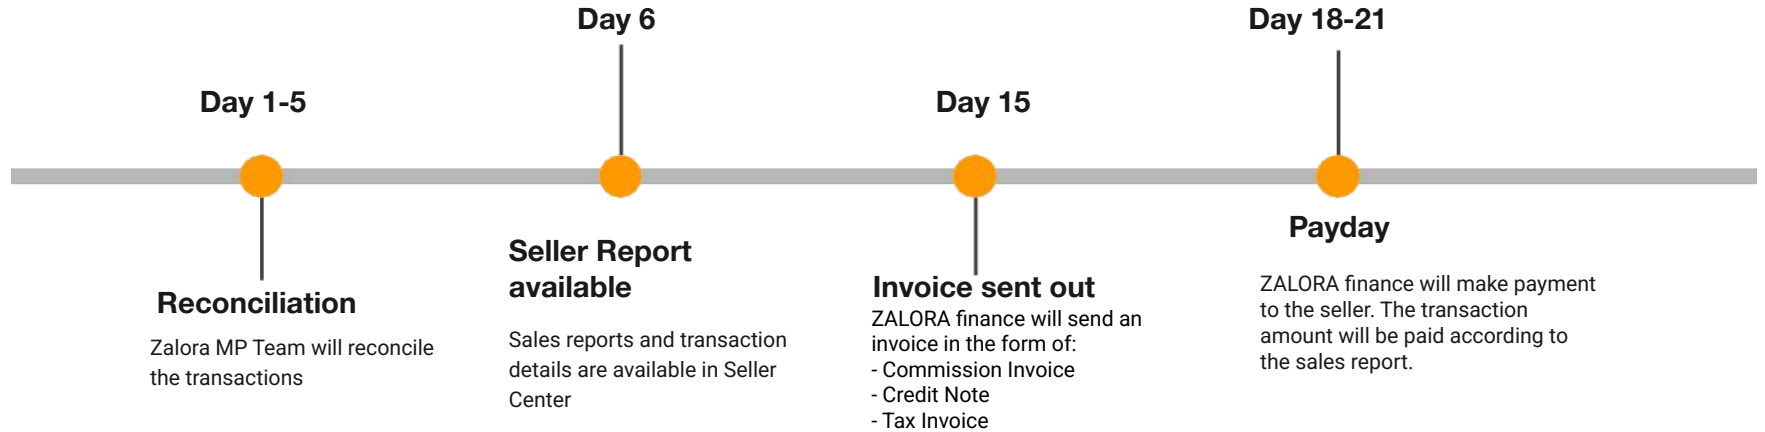 Day 1-5
Reconciliation
Zalora MP Team will reconcile
the transactions
Day 6
Seller Report
available
Sales reports and transaction
details are available in Seller
Center
Day 15
Invoice sent out
ZALORA finance will send an
invoice in the form of:
- Commission Invoice
- Credit Note
- Tax Invoice
Day 18-21
Payday
ZALORA finance will make payment
to the seller. The transaction
amount will be paid according to
the sales report.